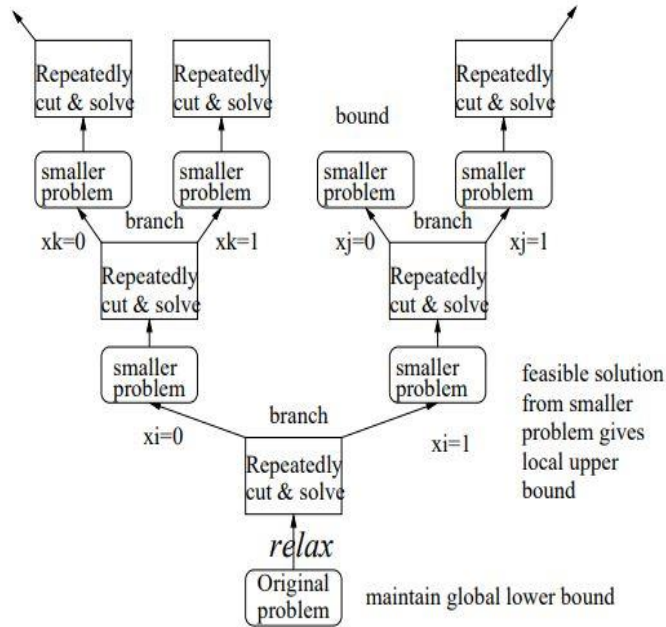 Repeatedly
cut & solve
Repeatedly
cut & solve
Repeatedly
cut & solve
bound
smaller
problem
smaller
problem
smaller
problem
smaller
problem
branch
branch
xk=0
xk=1
xj=0
xj=1
Repeatedly
cut & solve
Repeatedly
cut & solve
smaller
problem
smaller
problem
feasible solution
from smaller
problem gives
local upper
bound
branch
xi=0
xi=1
Repeatedly
cut & solve
relax
Original
problem
maintain global lower bound